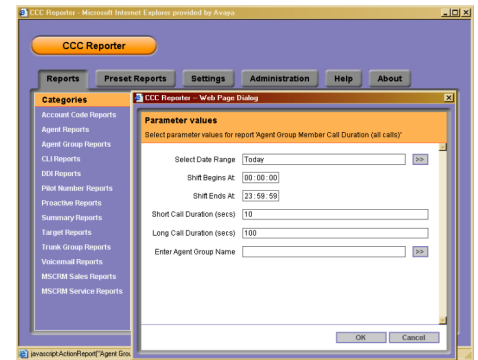 CCC Reporter - Microsoft Internet Explorer provided by Avaya
CCC Reporter
Reports Preset Reports Settings Administration Help About
Categories
Account Code Reports
Agent Reports
Agent Group Reports
CLI Reports
DDI Reports
Pilot Number Reports
Proactive Reports
Summary Reports
Target Reports
Trunk Group Reports
Voicemail Reports
MSCRM Sales Reports
MSCRM Service Reports
CCC Reporter -- Web Page Dialog
Parameter values
Select parameter values for report 'Agent Group Member Call Duration (all calls)'
Select Date Range Today >>
Shift Begins At: 00:00:00
Shift Ends At: 23:59:59
Short Call Duration (secs) 10
Long Call Duration (secs) 100
Enter Agent Group Name >>
OK Cancel
javascript:ActionReport("Agent Grou